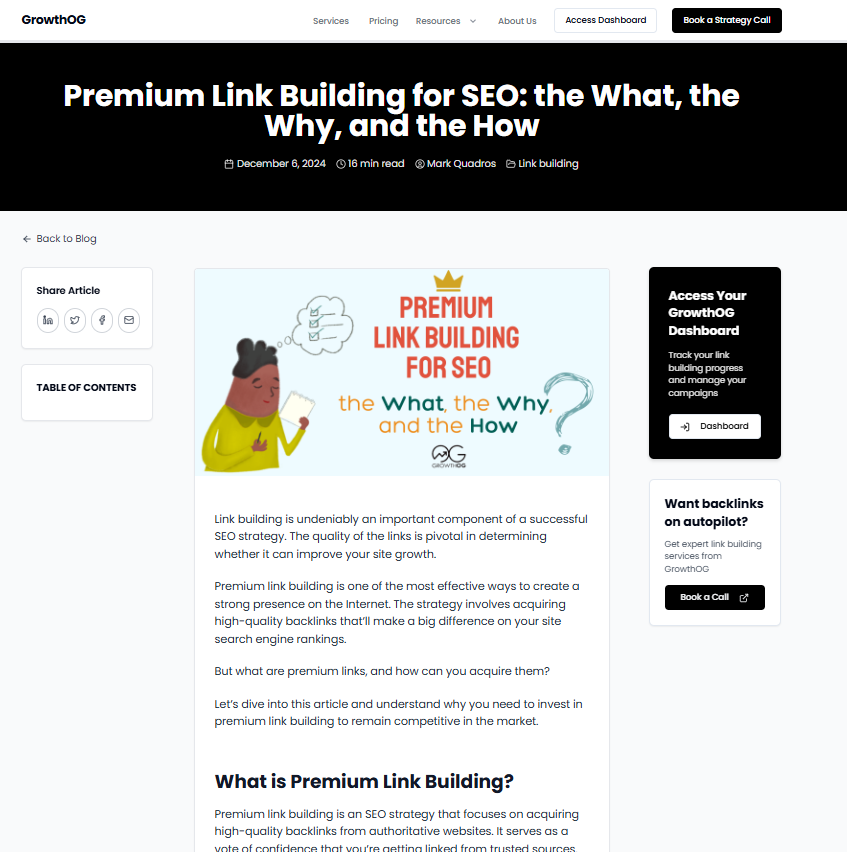 GrowthOG
Services
Pricing
Resources
About Us
Access Dashboard
Book a Strategy Call
Premium Link Building for SEO: the What, the
Why, and the How
December 6, 2024
16 min read
Mark Quadros
Link building
Back to Blog
Share Article
TABLE OF CONTENTS
PREMIUM
LINK BUILDING
FOR SEO
the What, the Why,
and the How
GROWTHOG
Link building is undeniably an important component of a successful
SEO strategy. The quality of the links is pivotal in determining
whether it can improve your site growth.
Premium link building is one of the most effective ways to create a
strong presence on the Internet. The strategy involves acquiring
high-quality backlinks that’ll make a big difference on your site
search engine rankings.
But what are premium links, and how can you acquire them?
Let’s dive into this article and understand why you need to invest in
premium link building to remain competitive in the market.
What is Premium Link Building?
Premium link building is an SEO strategy that focuses on acquiring
high-quality backlinks from authoritative websites. It serves as a
vote of confidence that you’re getting linked from trusted sources,
Access Your
GrowthOG
Dashboard
Track your link
building progress
and manage your
campaigns
Dashboard
Want backlinks
on autopilot?
Get expert link building
services from
GrowthOG
Book a Call